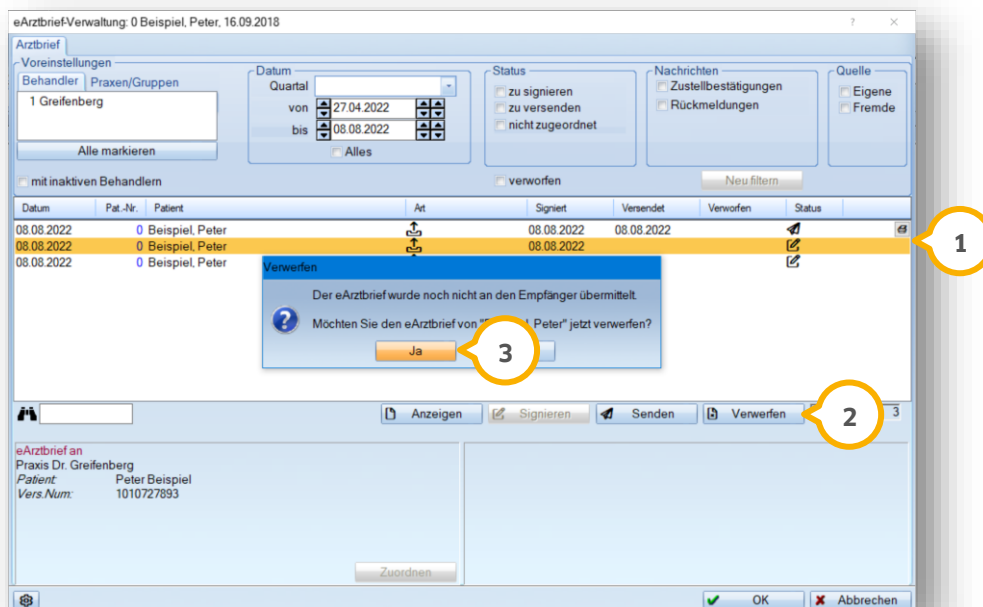 eArztbrief-Verwaltung: 0 Beispiel, Peter, 16.09.2018
Arztbrief
Voreinstellungen
Behandler Praxen/Gruppen
1 Greifenberg
Alle markieren
mit inaktiven Behandlern
Datum
Quartal
von 27.04.2022
bis 08.08.2022
Alles
Status
zu signieren
zu versenden
nicht zugeordnet
verworfen
Nachrichten
Zustellbestätigungen
Rückmeldungen
Neu filtern
Quelle
Eigene
Fremde
Datum Pat.-Nr. Patient Art Signiert Versendet Verworfen Status
08.08.2022 0 Beispiel, Peter 08.08.2022 08.08.2022
08.08.2022 0 Beispiel, Peter 08.08.2022
08.08.2022 0 Beispiel, Peter
1
Verwerfen
Der eArztbrief wurde noch nicht an den Empfänger übermittelt.
Möchten Sie den eArztbrief von " Peter" jetzt verwerfen?
Ja
3
Anzeigen Signieren Senden Verwerfen 3
2
eArztbrief an
Praxis Dr. Greifenberg
Patient: Peter Beispiel
Vers.Num: 1010727893
Zuordnen
OK Abbrechen